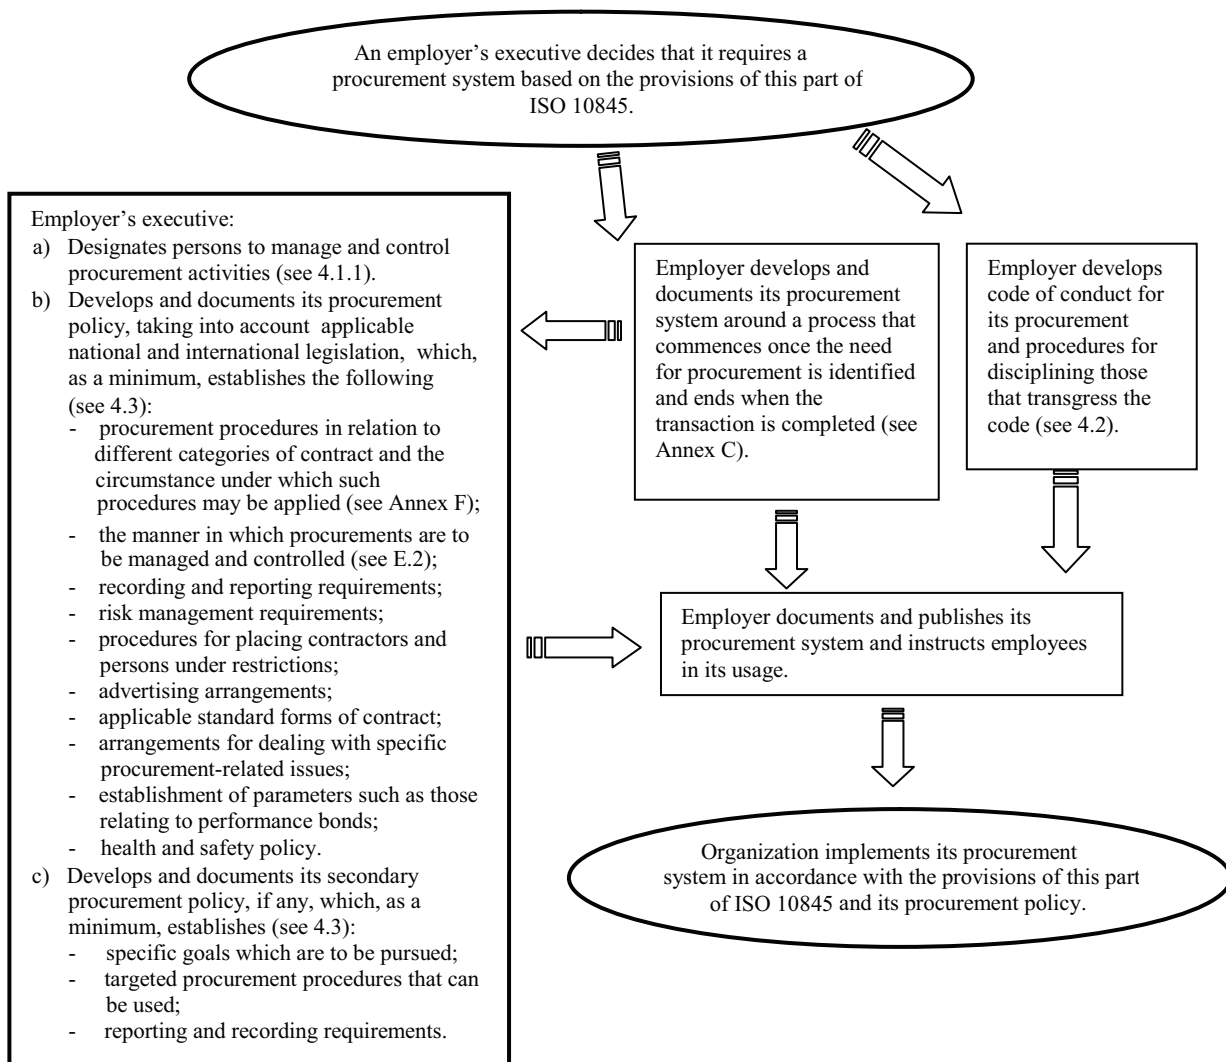 An employer’s executive decides that it requires a
procurement system based on the provisions of this part of
ISO 10845.
Employer’s executive:
a) Designates persons to manage and control
procurement activities (see 4.1.1).
b) Develops and documents its procurement
policy, taking into account applicable
national and international legislation, which,
as a minimum, establishes the following
(see 4.3):
- procurement procedures in relation to
different categories of contract and the
circumstance under which such
procedures may be applied (see Annex F);
- the manner in which procurements are to
be managed and controlled (see E.2);
- recording and reporting requirements;
- risk management requirements;
- procedures for placing contractors and
persons under restrictions;
- advertising arrangements;
- applicable standard forms of contract;
- arrangements for dealing with specific
procurement-related issues;
- establishment of parameters such as those
relating to performance bonds;
- health and safety policy.
c) Develops and documents its secondary
procurement policy, if any, which, as a
minimum, establishes (see 4.3):
- specific goals which are to be pursued;
- targeted procurement procedures that can
be used;
- reporting and recording requirements.
Employer develops and
documents its procurement
system around a process that
commences once the need
for procurement is identified
and ends when the
transaction is completed (see
Annex C).
Employer develops
code of conduct for
its procurement
and procedures for
disciplining those
that transgress the
code (see 4.2).
Employer documents and publishes its
procurement system and instructs employees
in its usage.
Organization implements its procurement
system in accordance with the provisions of this part
of ISO 10845 and its procurement policy.